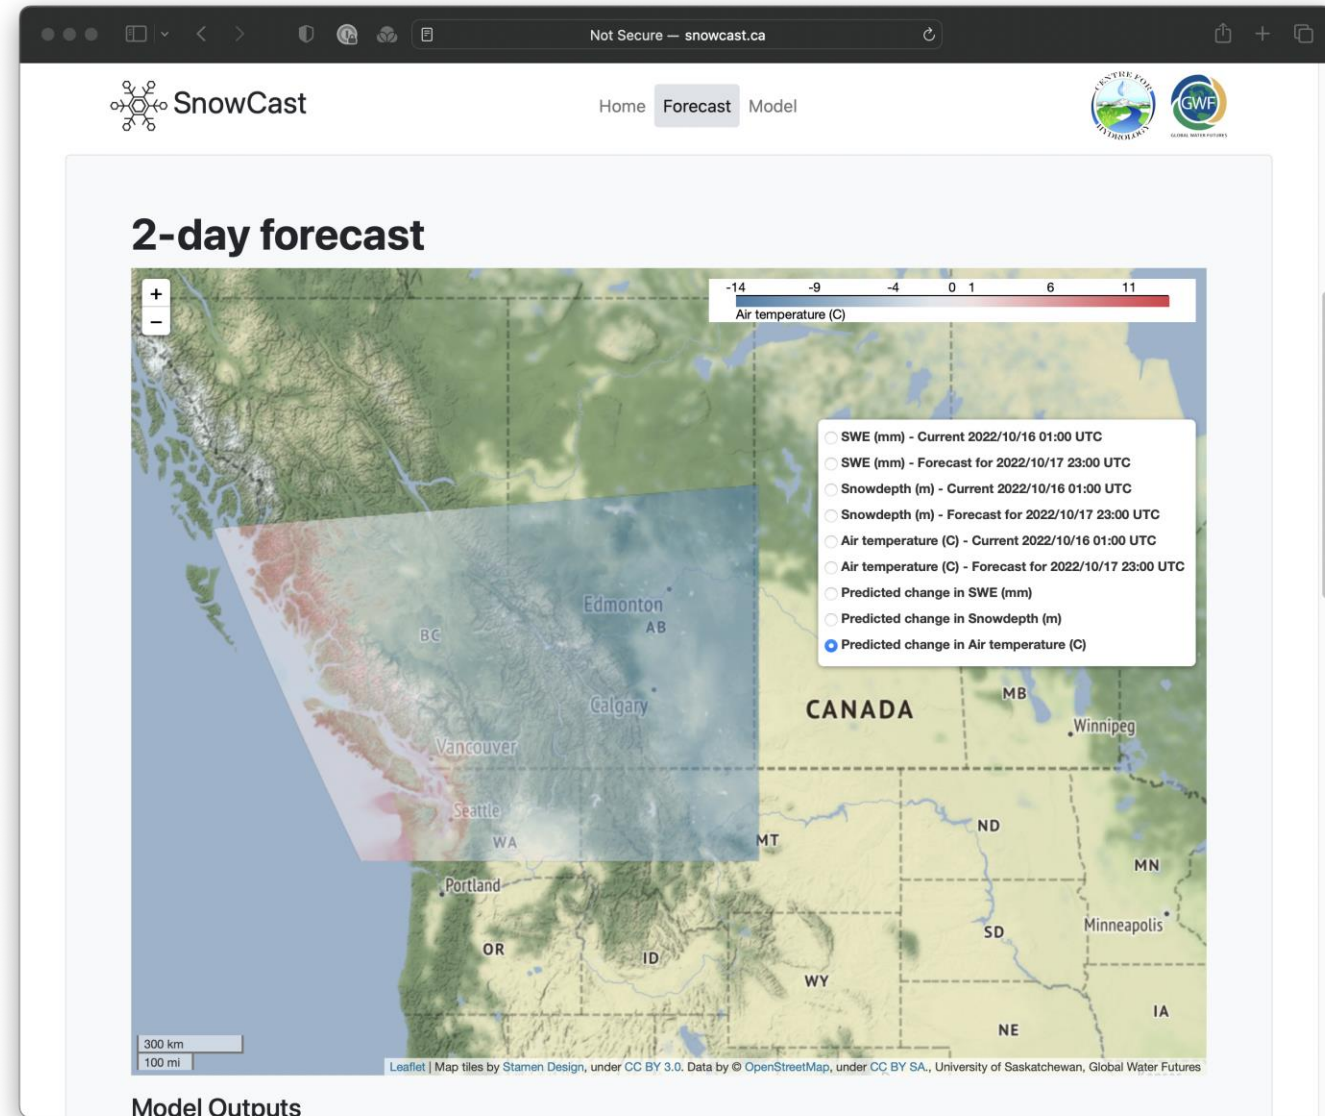 Not Secure — snowcast.ca
SnowCast
Home Forecast Model
CENTRE FOR HYDROLOGY
GWF
GLOBAL WATER FUTURES
2-day forecast
+
−
-14 -9 -4 0 1 6 11
Air temperature (C)
SWE (mm) - Current 2022/10/16 01:00 UTC
SWE (mm) - Forecast for 2022/10/17 23:00 UTC
Snowdepth (m) - Current 2022/10/16 01:00 UTC
Snowdepth (m) - Forecast for 2022/10/17 23:00 UTC
Air temperature (C) - Current 2022/10/16 01:00 UTC
Air temperature (C) - Forecast for 2022/10/17 23:00 UTC
Predicted change in SWE (mm)
Predicted change in Snowdepth (m)
Predicted change in Air temperature (C)
Edmonton
AB
BC
Calgary
CANADA
MB
Winnipeg
Vancouver
Seattle
WA
MT
ND
MN
Portland
Minneapolis
OR
ID
SD
WY
IA
NE
300 km
100 mi
Leaflet | Map tiles by Stamen Design, under CC BY 3.0. Data by © OpenStreetMap, under CC BY SA., University of Saskatchewan, Global Water Futures
Model Outputs